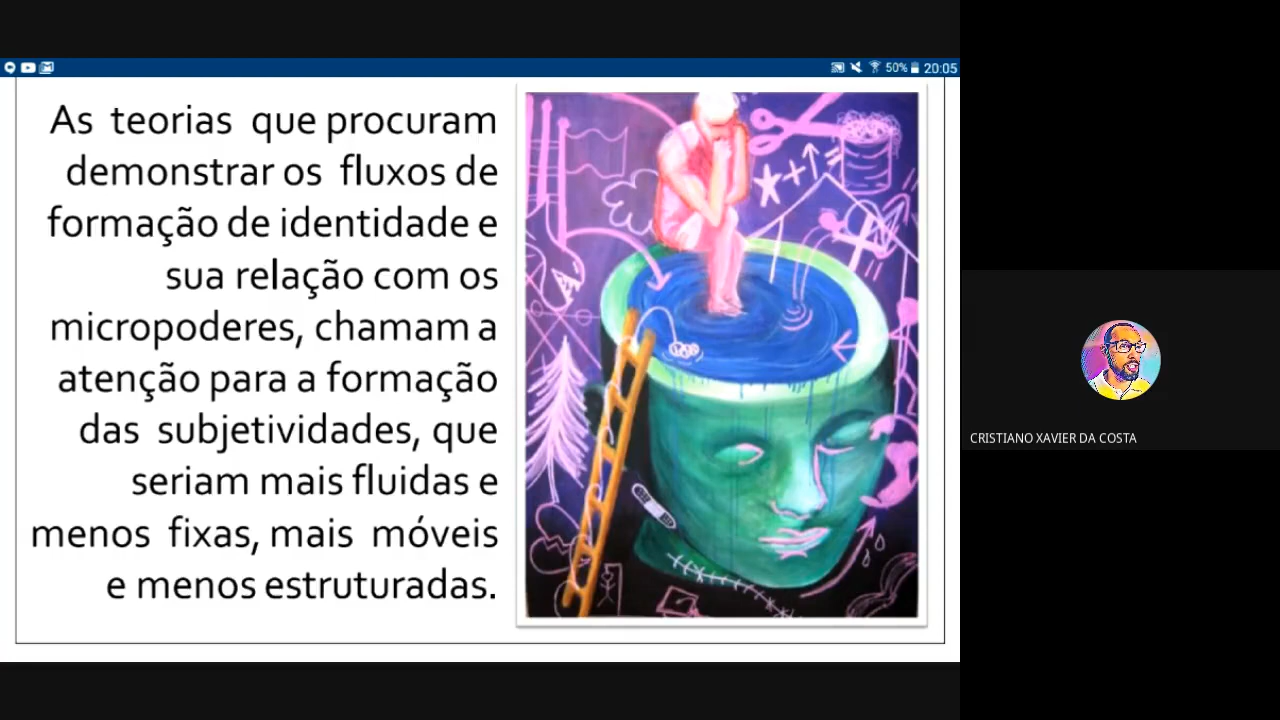 50% 20:05
As teorias que procuram
demonstrar os fluxos de
formação de identidade e
sua relação com os
micropoderes, chamam a
atenção para a formação
das subjetividades, que
seriam mais fluidas e
menos fixas, mais móveis
e menos estruturadas.
CRISTIANO XAVIER DA COSTA